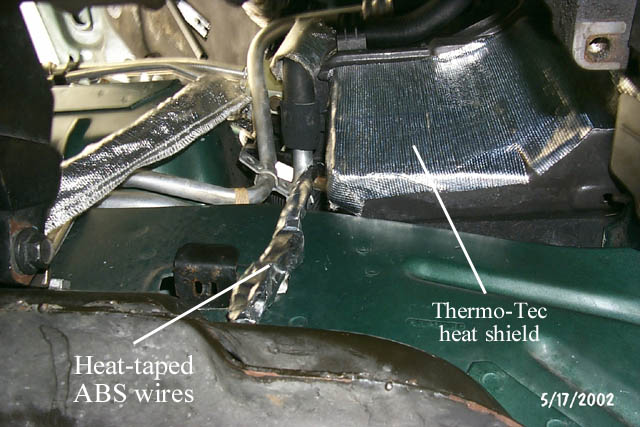 Thermo-Tec
heat shield
Heat-taped
ABS wires
5/17/2002